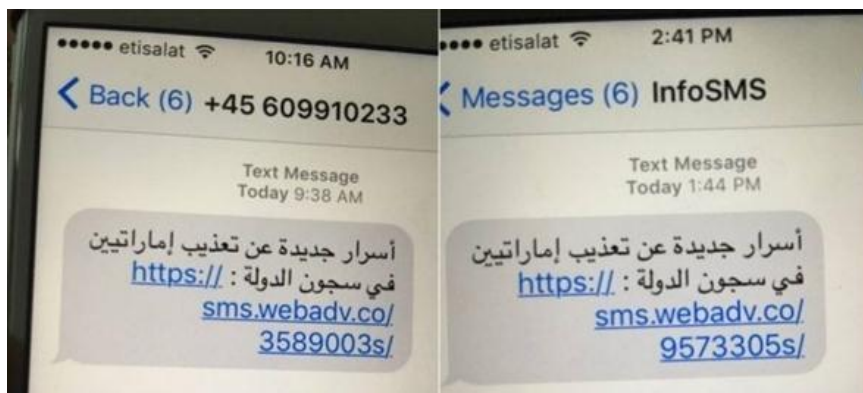 etisalat 10:16 AM
Back (6) +45 609910233
Text Message
Today 9:38 AM
أسرار جديدة عن تعذيب إماراتيين
في سجون الدولة : https://
sms.webadv.co/
3589003s/
etisalat 2:41 PM
Messages (6) InfoSMS
Text Message
Today 1:44 PM
أسرار جديدة عن تعذيب إماراتيين
في سجون الدولة : https://
sms.webadv.co/
9573305s/